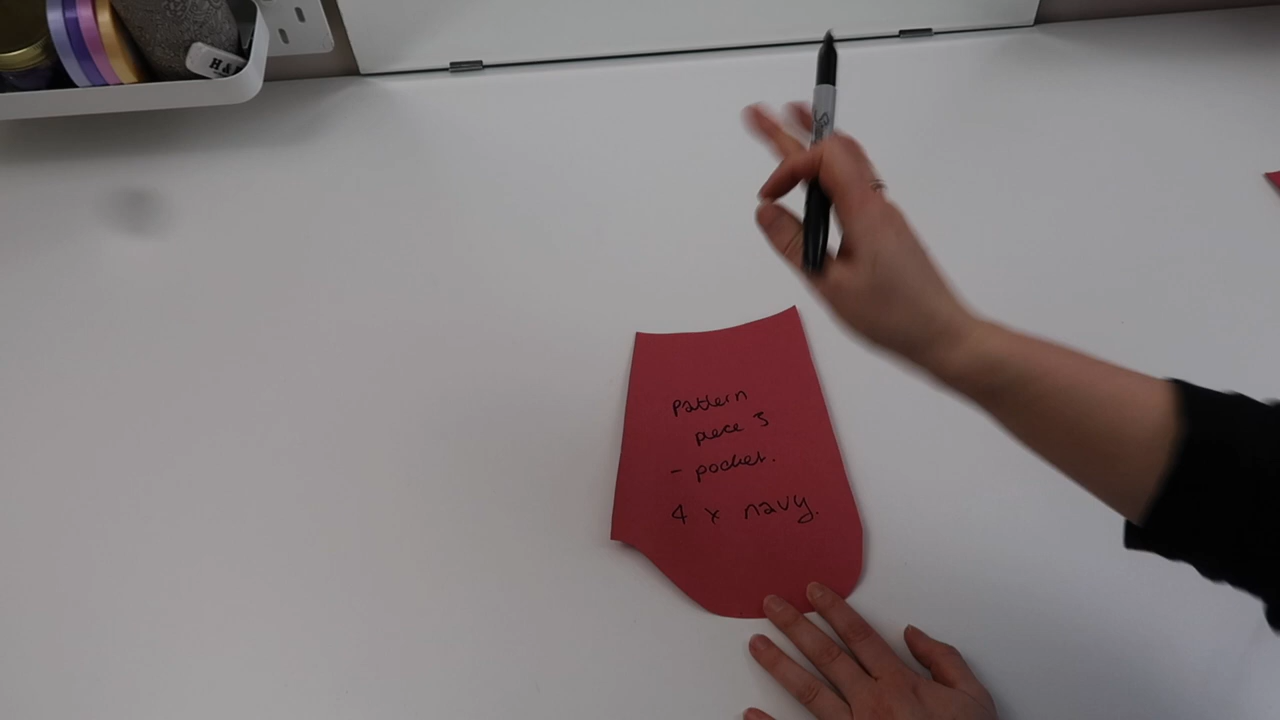 Pattern
piece 3
- pocket.
4 x navy.
H&